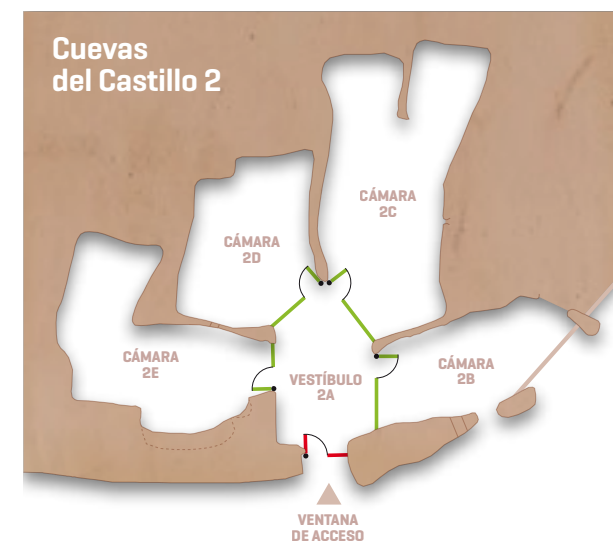 Cuevas
del Castillo 2
CÁMARA
2C
CÁMARA
2D
CÁMARA
2E
VESTÍBULO
2A
CÁMARA
2B
VENTANA
DE ACCESO